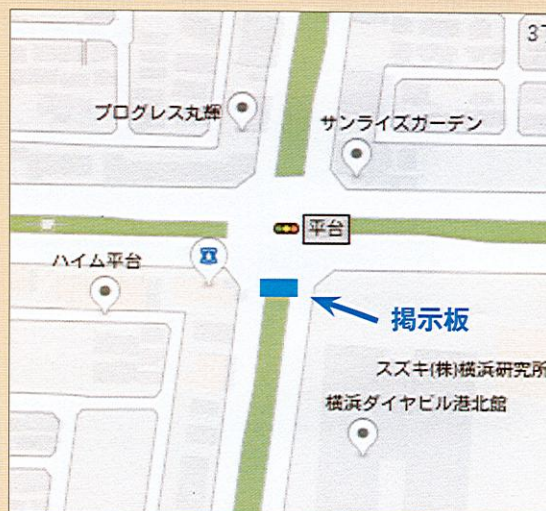 プログレス丸輝
サンライズガーデン
平台
ハイム平台
掲示板
スズキ(株)横浜研究所
横浜ダイヤビル港北館